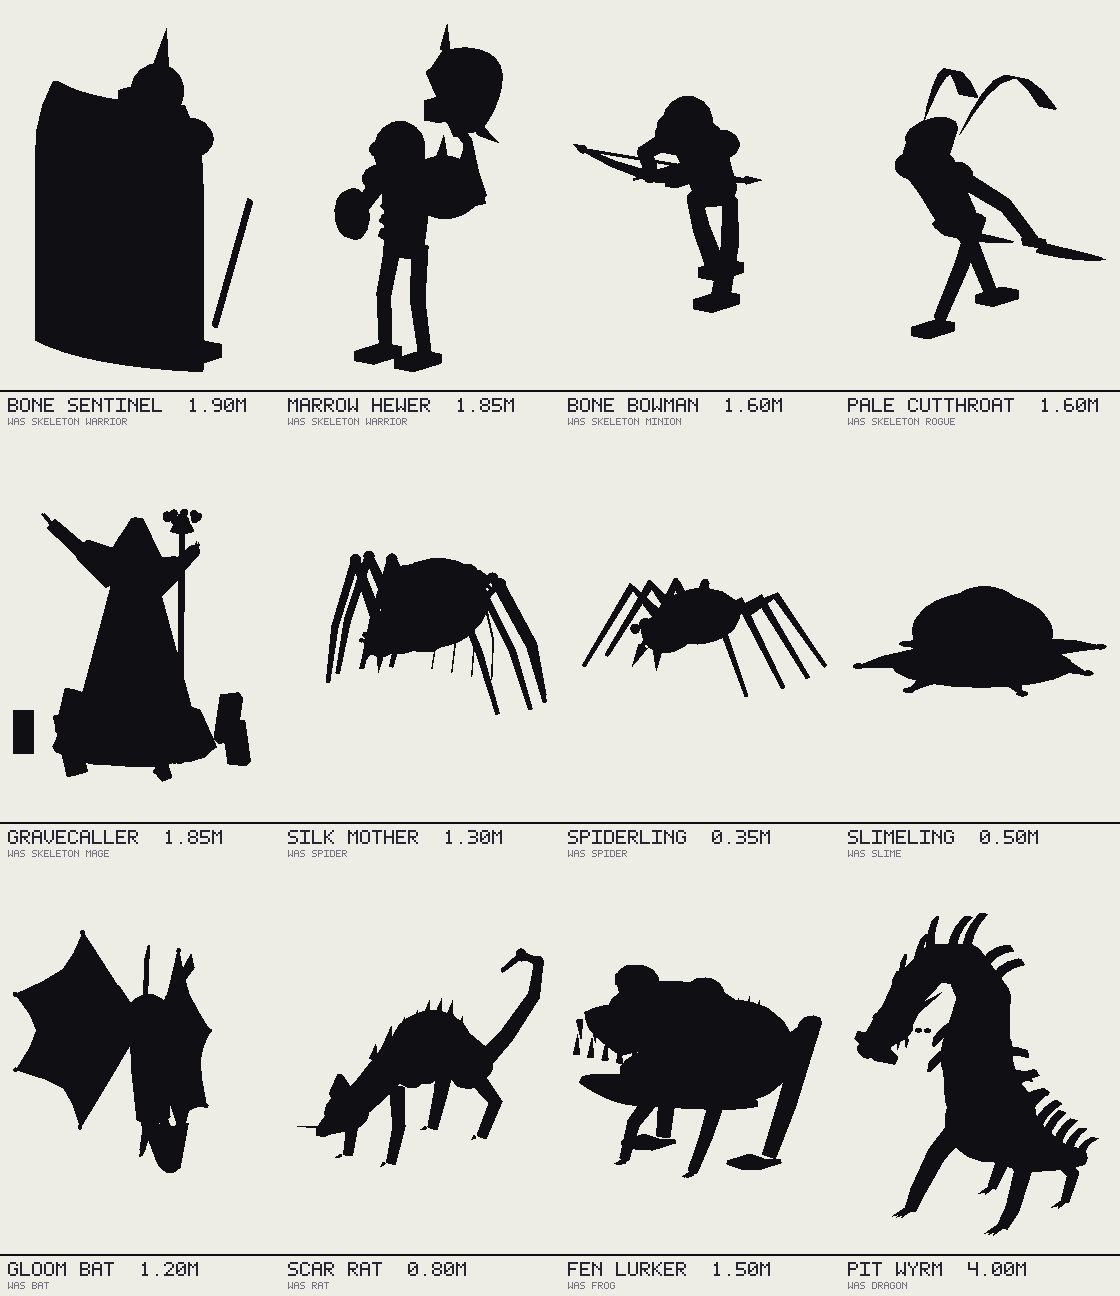 BONE SENTINEL 1.90M
WAS SKELETON WARRIOR
MARROW HEWER 1.85M
WAS SKELETON WARRIOR
BONE BOWMAN 1.60M
WAS SKELETON MINION
PALE CUTTHROAT 1.60M
WAS SKELETON ROGUE
GRAVECALLER 1.85M
WAS SKELETON MAGE
SILK MOTHER 1.30M
WAS SPIDER
SPIDERLING 0.35M
WAS SPIDER
SLIMELING 0.50M
WAS SLIME
GLOOM BAT 1.20M
WAS BAT
SCAR RAT 0.80M
WAS RAT
FEN LURKER 1.50M
WAS FROG
PIT WYRM 4.00M
WAS DRAGON